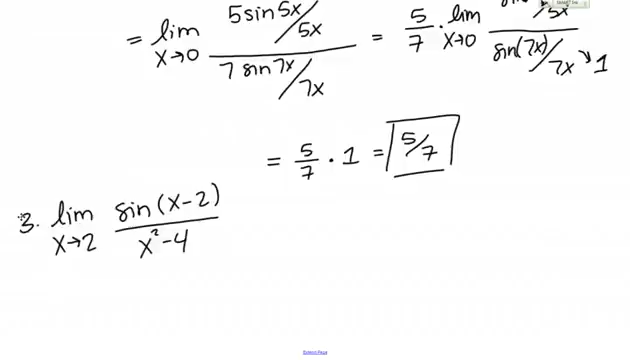 = lim x→0 (5 sin 5x/5x)/(7 sin 7x/7x) = 5/7 · lim x→0 /5x / sin(7x)/7x → 1
= 5/7 · 1 = 5/7
3. lim x→2 sin(x-2)/x²-4